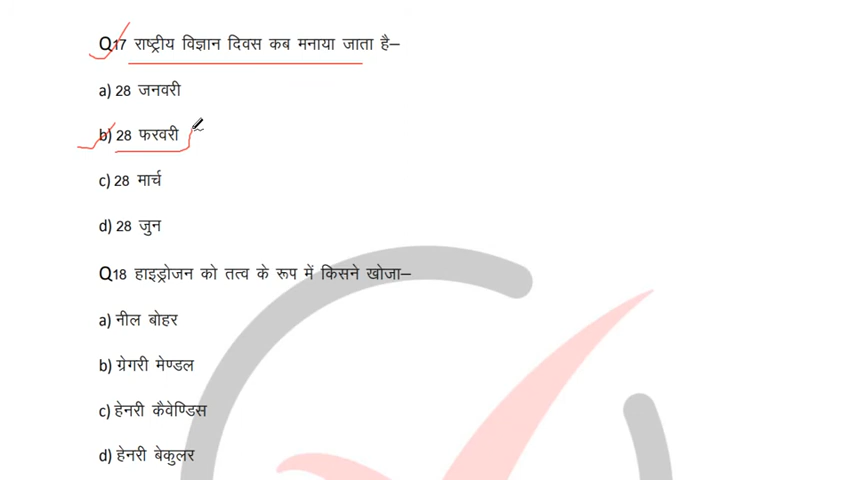 Q17 राष्ट्रीय विज्ञान दिवस कब मनाया जाता है–
a) 28 जनवरी
b) 28 फरवरी
c) 28 मार्च
d) 28 जुन
Q18 हाइड्रोजन को तत्व के रूप में किसने खोजा–
a) नील बोहर
b) ग्रेगरी मेण्डल
c) हेनरी कैवेण्डिस
d) हेनरी बेकुलर